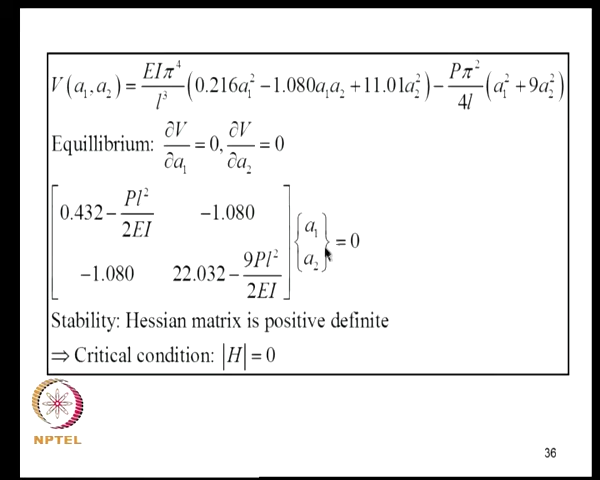 V(a₁,a₂) = EIπ⁴/l³ (0.216a₁² − 1.080a₁a₂ + 11.01a₂²) − Pπ²/4l (a₁² + 9a₂²)
Equillibrium: ∂V/∂a₁ = 0, ∂V/∂a₂ = 0
[0.432 − Pl²/2EI   −1.080
−1.080   22.032 − 9Pl²/2EI] {a₁ a₂} = 0
Stability: Hessian matrix is positive definite
⇒ Critical condition: |H| = 0
NPTEL
36